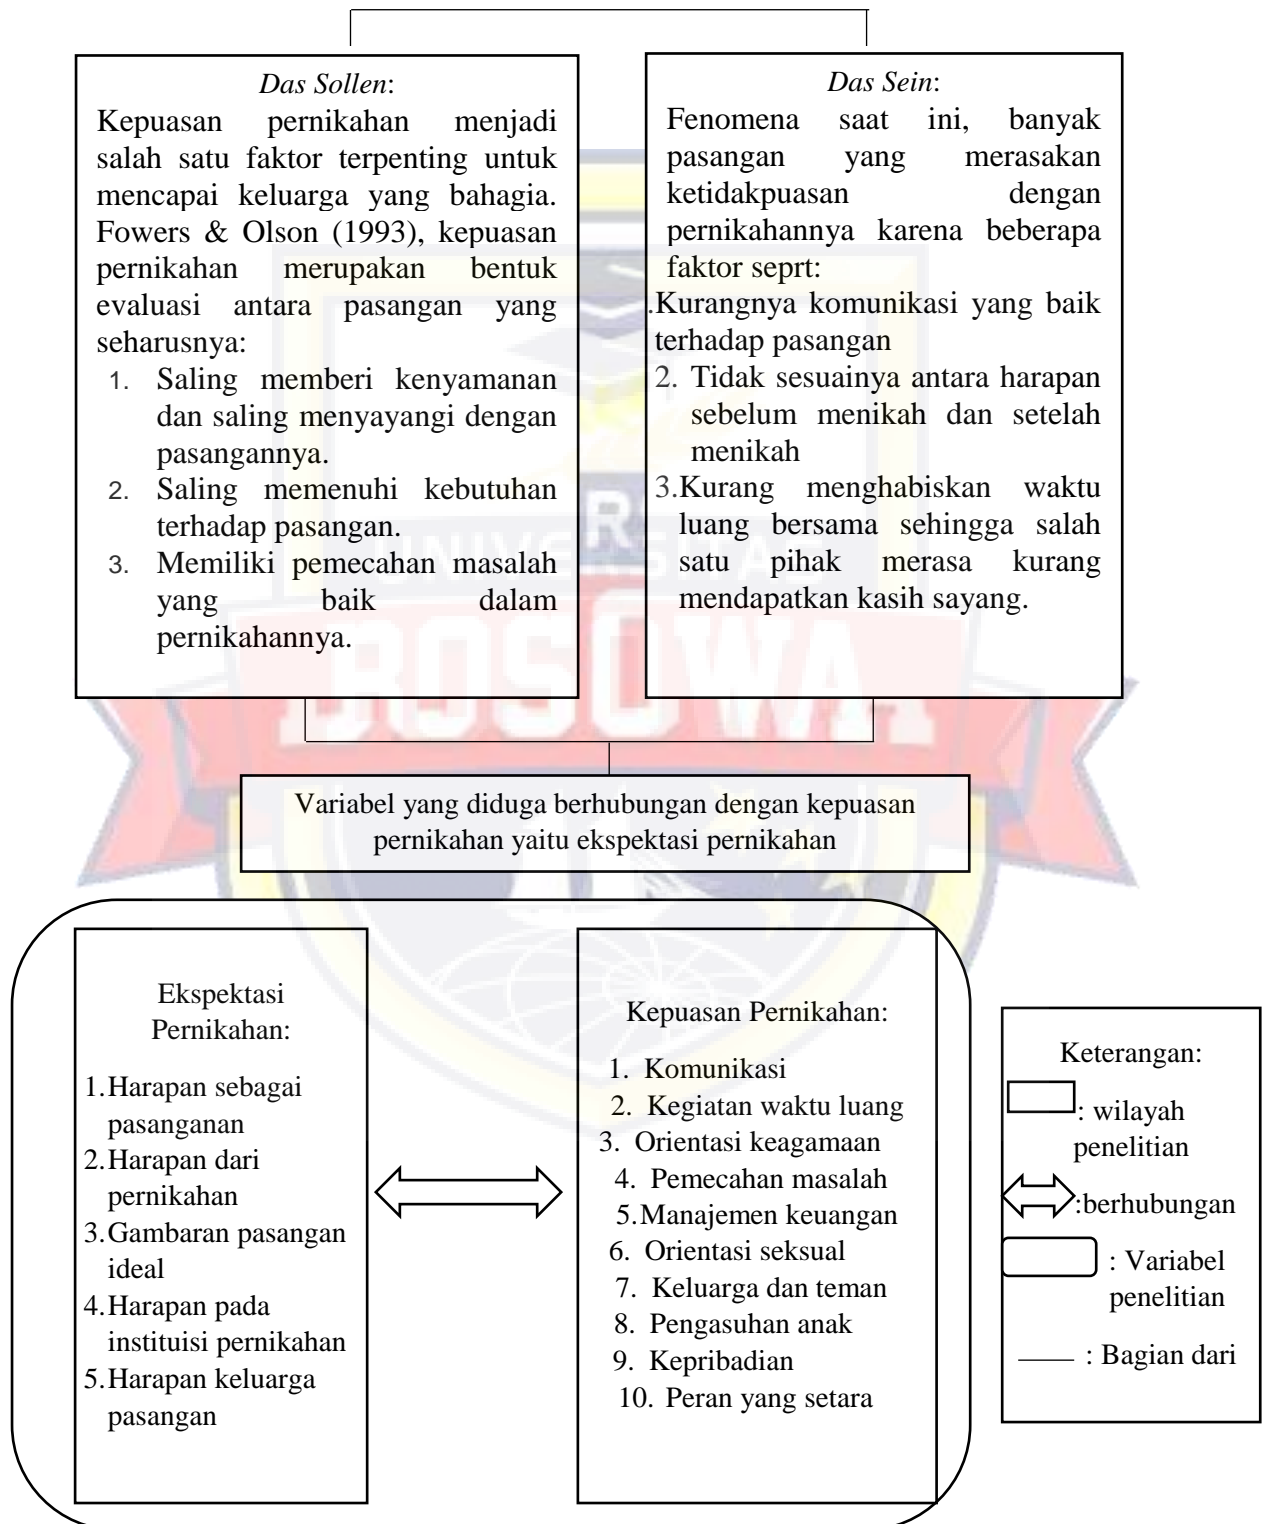 Das Sollen:
Kepuasan pernikahan menjadi
salah satu faktor terpenting untuk
mencapai keluarga yang bahagia.
Fowers & Olson (1993), kepuasan
pernikahan merupakan bentuk
evaluasi antara pasangan yang
seharusnya:
1. Saling memberi kenyamanan
dan saling menyayangi dengan
pasangannya.
2. Saling memenuhi kebutuhan
terhadap pasangan.
3. Memiliki pemecahan masalah
yang baik dalam
pernikahannya.
Das Sein:
Fenomena saat ini, banyak
pasangan yang merasakan
ketidakpuasan dengan
pernikahannya karena beberapa
faktor seprt:
.Kurangnya komunikasi yang baik
terhadap pasangan
2. Tidak sesuainya antara harapan
sebelum menikah dan setelah
menikah
3.Kurang menghabiskan waktu
luang bersama sehingga salah
satu pihak merasa kurang
mendapatkan kasih sayang.
UNIVERSITAS
BOSOWA
Variabel yang diduga berhubungan dengan kepuasan
pernikahan yaitu ekspektasi pernikahan
Ekspektasi
Pernikahan:
1.Harapan sebagai
pasanganan
2.Harapan dari
pernikahan
3.Gambaran pasangan
ideal
4.Harapan pada
instituisi pernikahan
5.Harapan keluarga
pasangan
Kepuasan Pernikahan:
1. Komunikasi
2. Kegiatan waktu luang
3. Orientasi keagamaan
4. Pemecahan masalah
5.Manajemen keuangan
6. Orientasi seksual
7. Keluarga dan teman
8. Pengasuhan anak
9. Kepribadian
10. Peran yang setara
Keterangan:
: wilayah
penelitian
:berhubungan
: Variabel
penelitian
: Bagian dari